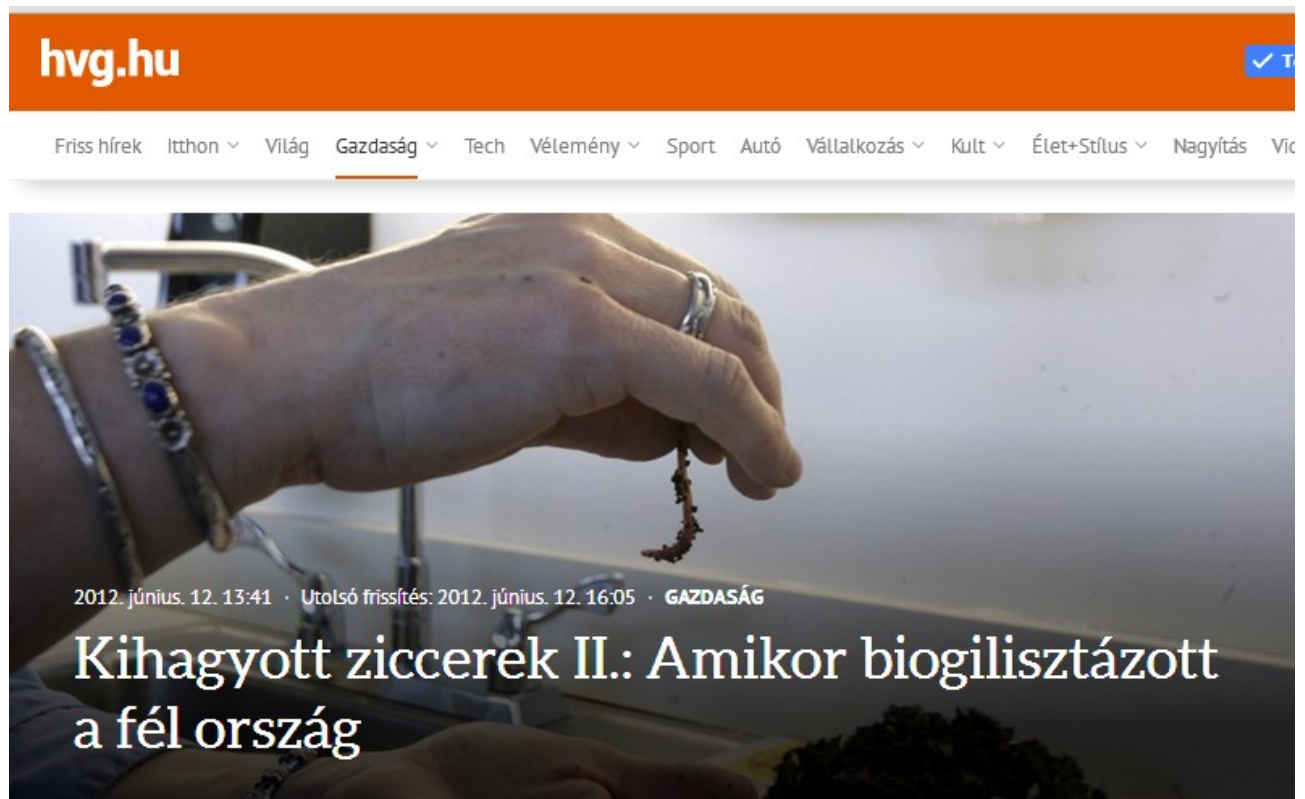 hvg.hu
Friss hírek Itthon Világ Gazdaság Tech Vélemény Sport Autó Vállalkozás Kult Élet+Stílus Nagyítás
2012. június. 12. 13:41 · Utolsó frissítés: 2012. június. 12. 16:05 · GAZDASÁG
Kihagyott ziccerek II.: Amikor biogilisztázott
a fél ország